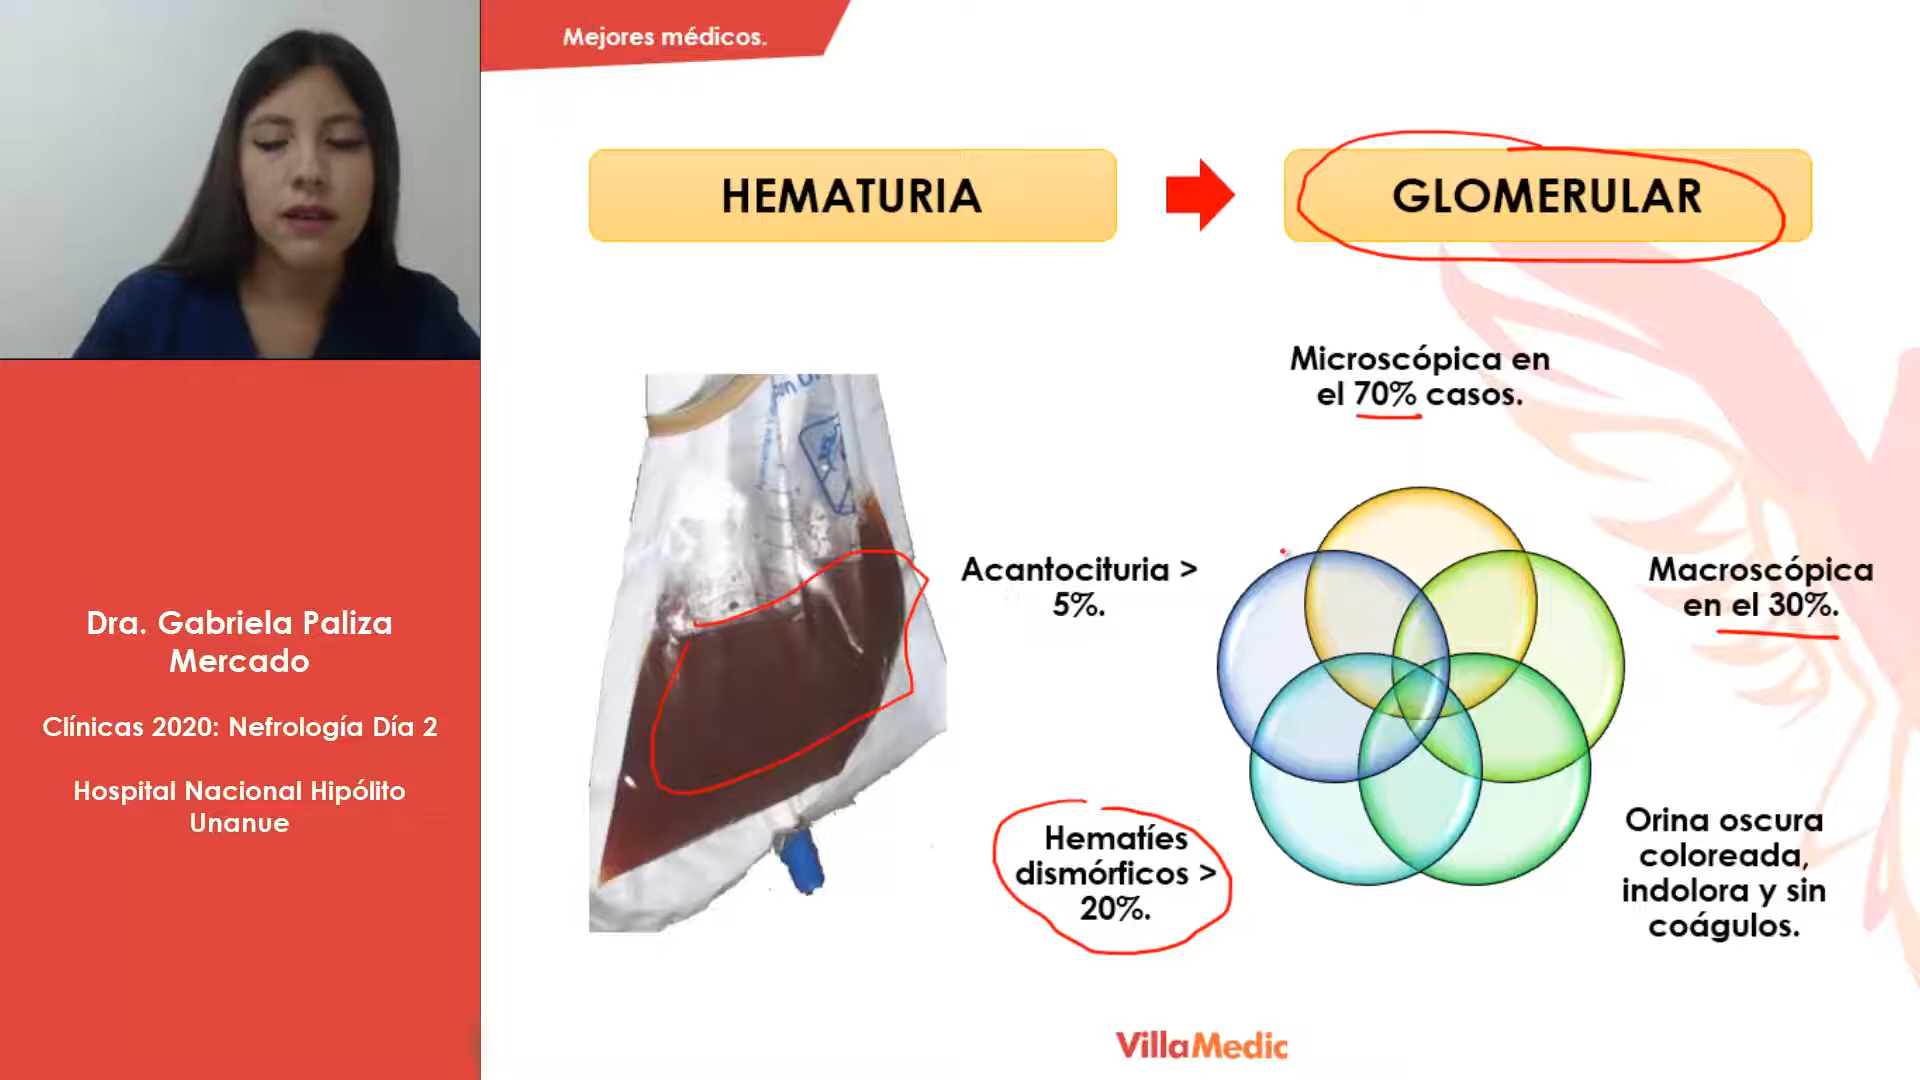 Mejores médicos.
HEMATURIA
GLOMERULAR
Microscópica en
el 70% casos.
Acantocituria >
5%.
Macroscópica
en el 30%.
Hematíes
dismórficos >
20%.
Orina oscura
coloreada,
indolora y sin
coágulos.
Dra. Gabriela Paliza
Mercado
Clínicas 2020: Nefrología Día 2
Hospital Nacional Hipólito
Unanue
VillaMedic